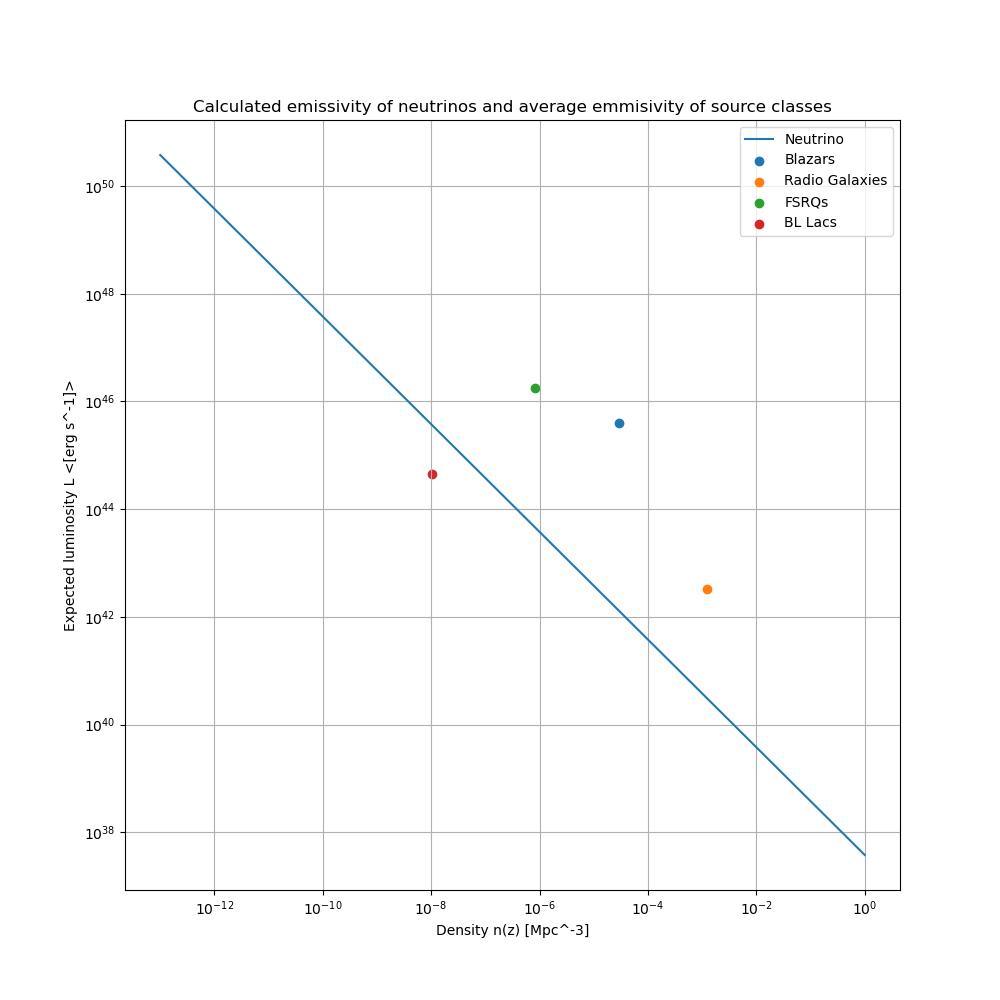 Calculated emissivity of neutrinos and average emmisivity of source classes
Neutrino
Blazars
Radio Galaxies
FSRQs
BL Lacs
10^50
10^48
10^46
10^44
10^42
10^40
10^38
Expected luminosity L <[erg s^-1]>
10^-12 10^-10 10^-8 10^-6 10^-4 10^-2 10^0
Density n(z) [Mpc^-3]